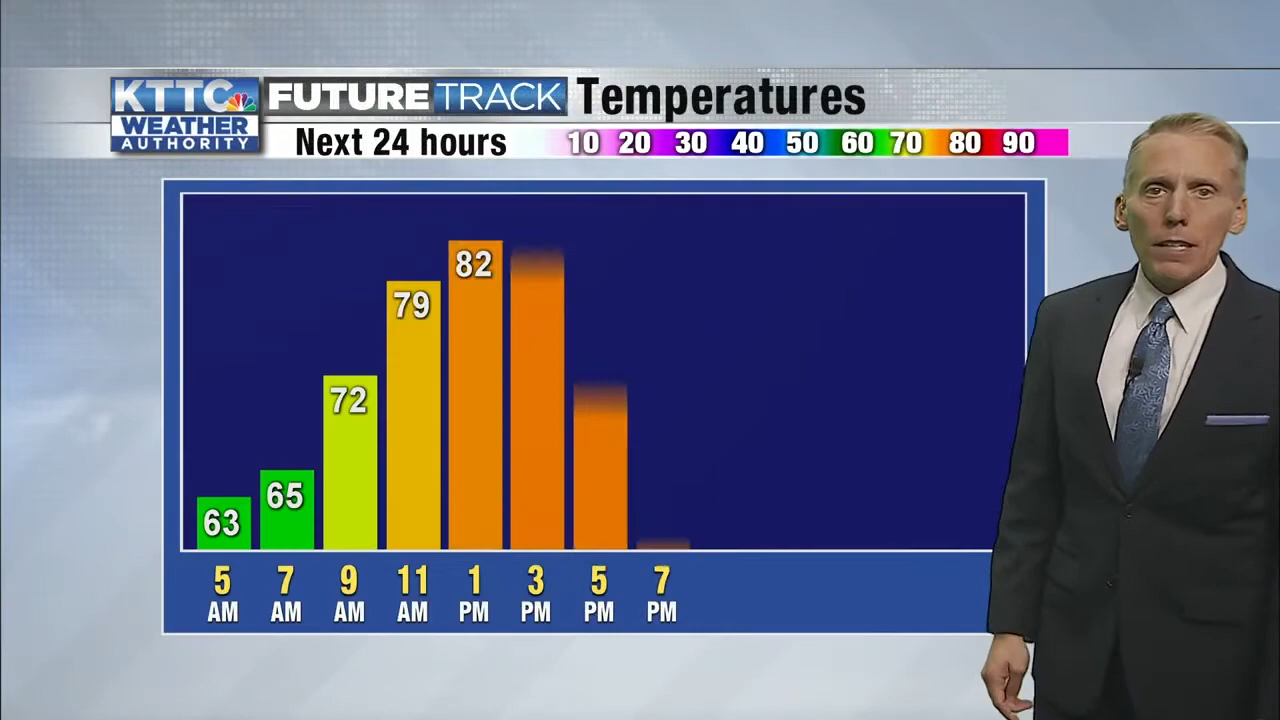 KTTC
WEATHER
AUTHORITY
FUTURETRACK Temperatures
Next 24 hours
10 20 30 40 50 60 70 80 90
63 65 72 79 82
5 7 9 11 1 3 5 7
AM AM AM AM PM PM PM PM